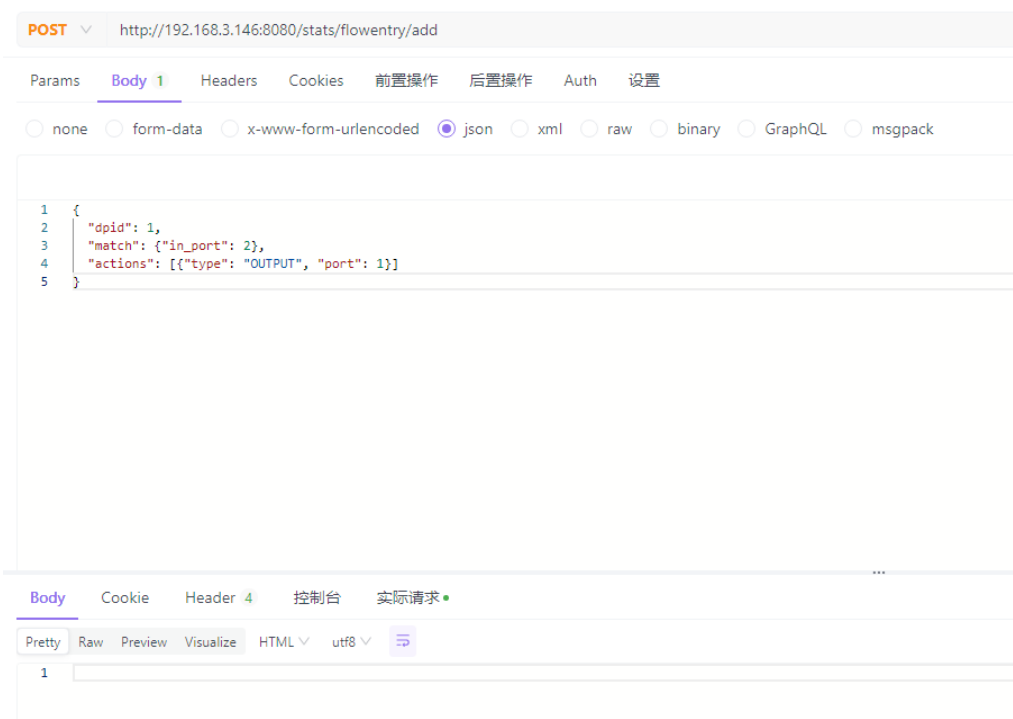 POST http://192.168.3.146:8080/stats/flowentry/add
Params Body 1 Headers Cookies 前置操作 后置操作 Auth 设置
none form-data x-www-form-urlencoded json xml raw binary GraphQL msgpack
1 {
2 "dpid": 1,
3 "match": {"in_port": 2},
4 "actions": [{"type": "OUTPUT", "port": 1}]
5 }
Body Cookie Header 4 控制台 实际请求
Pretty Raw Preview Visualize HTML utf8
1